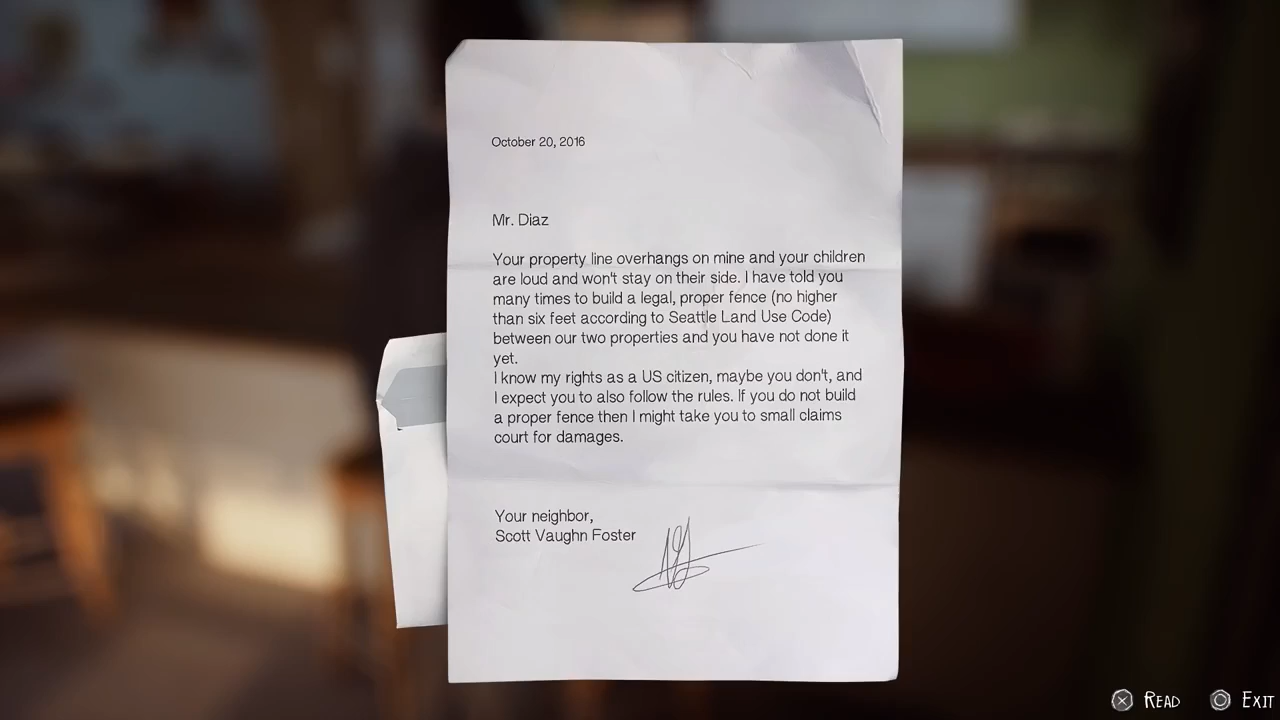 October 20, 2016
Mr. Diaz
Your property line overhangs on mine and your children
are loud and won't stay on their side. I have told you
many times to build a legal, proper fence (no higher
than six feet according to Seattle Land Use Code)
between our two properties and you have not done it
yet.
I know my rights as a US citizen, maybe you don't, and
I expect you to also follow the rules. If you do not build
a proper fence then I might take you to small claims
court for damages.
Your neighbor,
Scott Vaughn Foster
READ EXIT